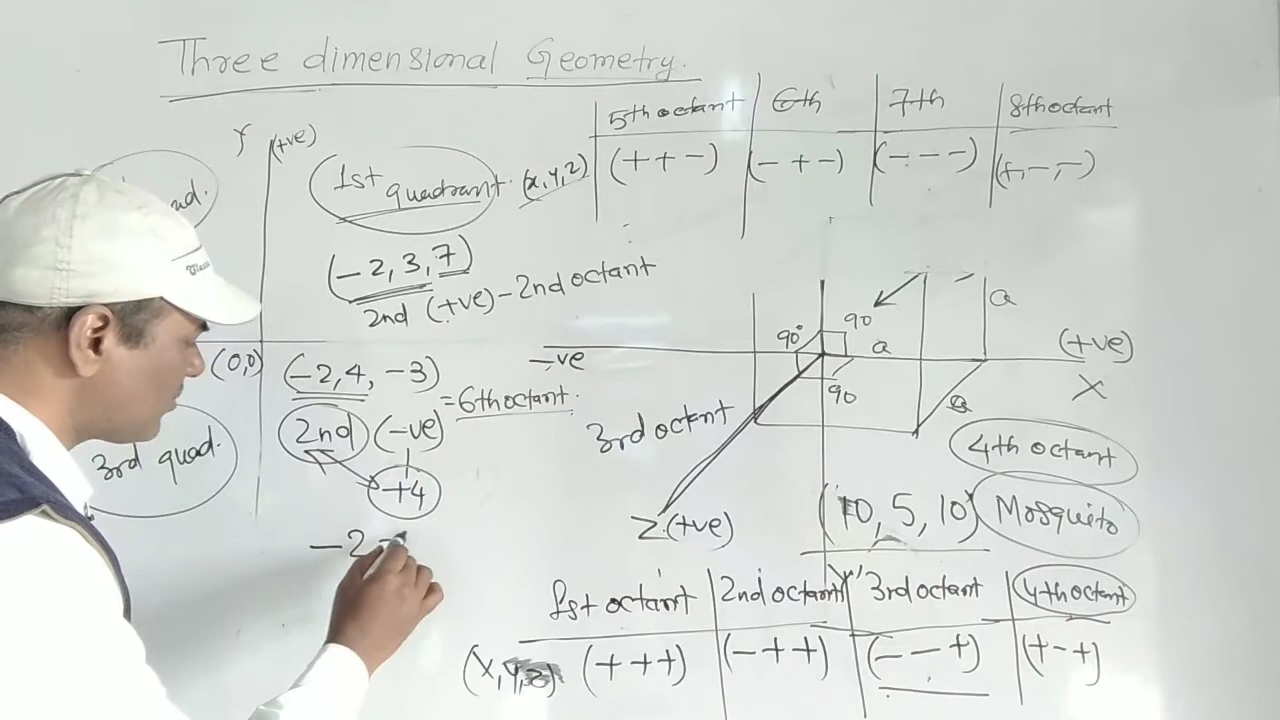 Three dimensional Geometry.
5th octant 6th 7th 8th octant
(+ + -) (- + -) (- - -) (+, -, -)
Y (+ve)
1st quadrant. (x, y, z)
nd.
(-2, 3, 7)
2nd (+ve) - 2nd octant
(0,0)
(-2, 4, -3)
= 6th octant.
2nd (-ve)
+4
3rd quad.
-2
-ve
90° 90 a a
90
(+ve)
X
3rd octant
Z (+ve)
4th octant
(10, 5, 10) Mosquito
Y'
1st octant 2nd octant 3rd octant 4th octant
(X, Y, Z) (+ + +) (- + +) (- - +) (+ - +)